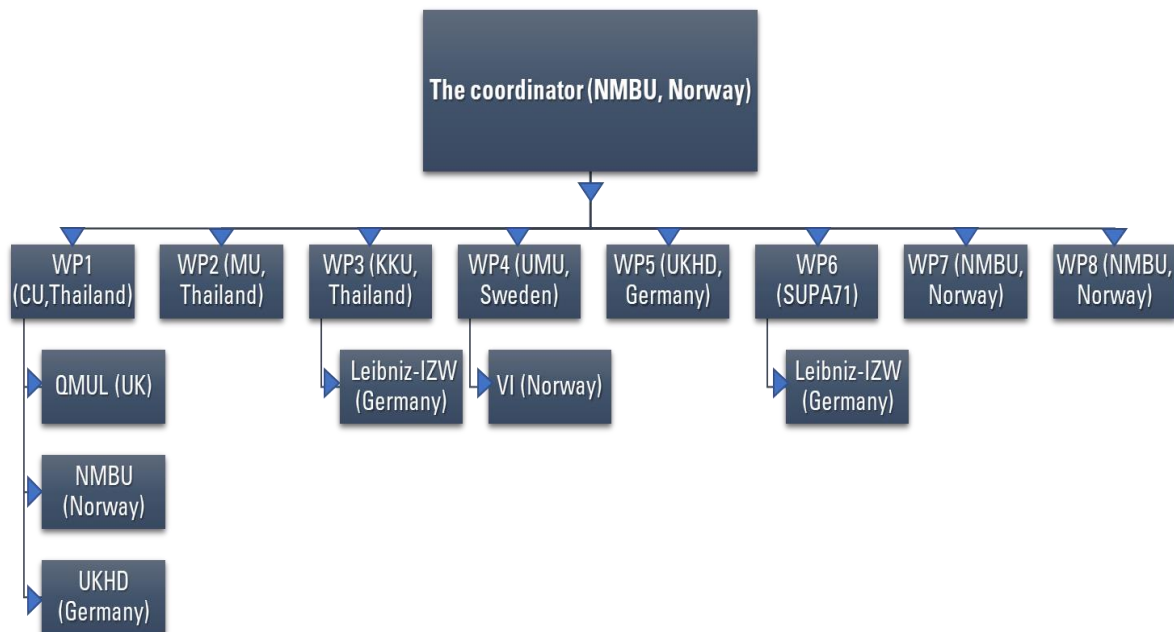 The coordinator (NMBU, Norway)
WP1
(CU,Thailand)
WP2 (MU,
Thailand)
WP3 (KKU,
Thailand)
WP4 (UMU,
Sweden)
WP5 (UKHD,
Germany)
WP6
(SUPA71)
WP7 (NMBU,
Norway)
WP8 (NMBU,
Norway)
QMUL (UK)
NMBU
(Norway)
UKHD
(Germany)
Leibniz-IZW
(Germany)
VI (Norway)
Leibniz-IZW
(Germany)